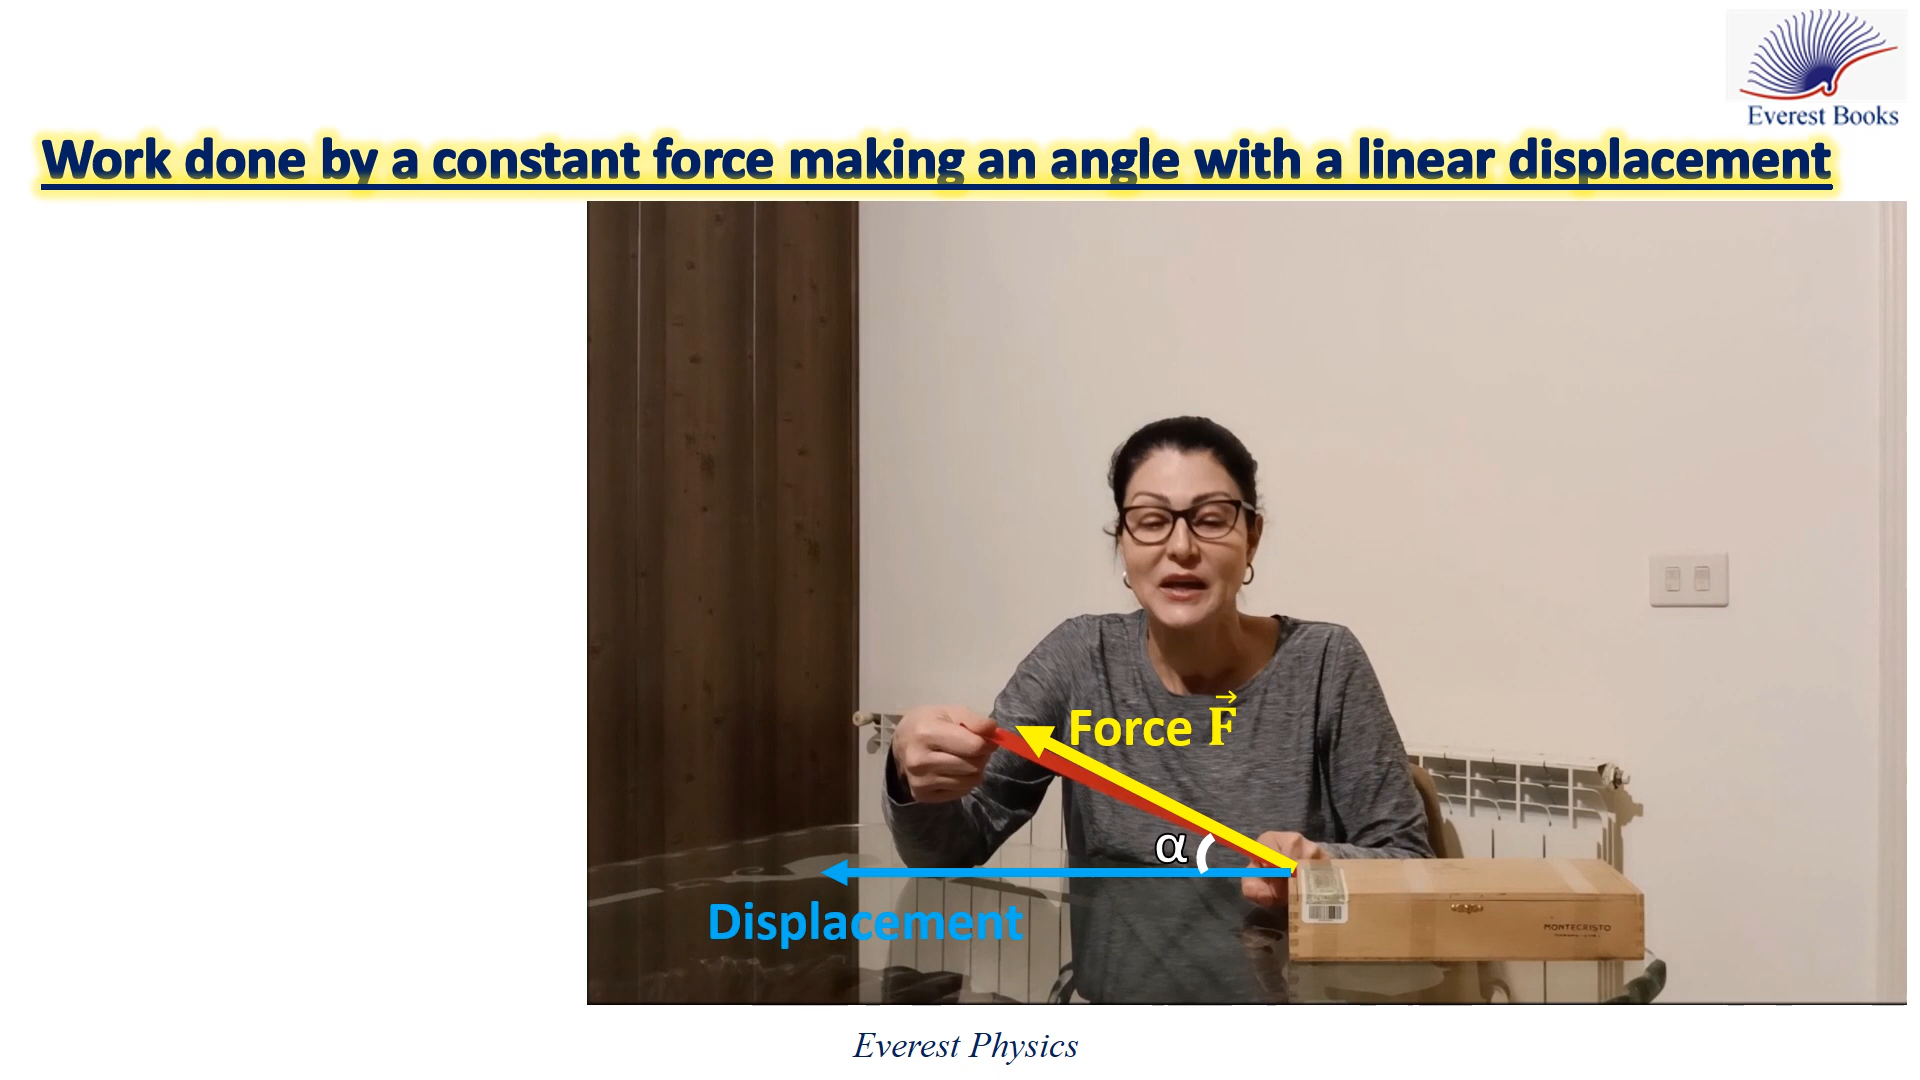 Everest Books
Work done by a constant force making an angle with a linear displacement
Force F⃗
α
Displacement
MONTECRISTO
Everest Physics